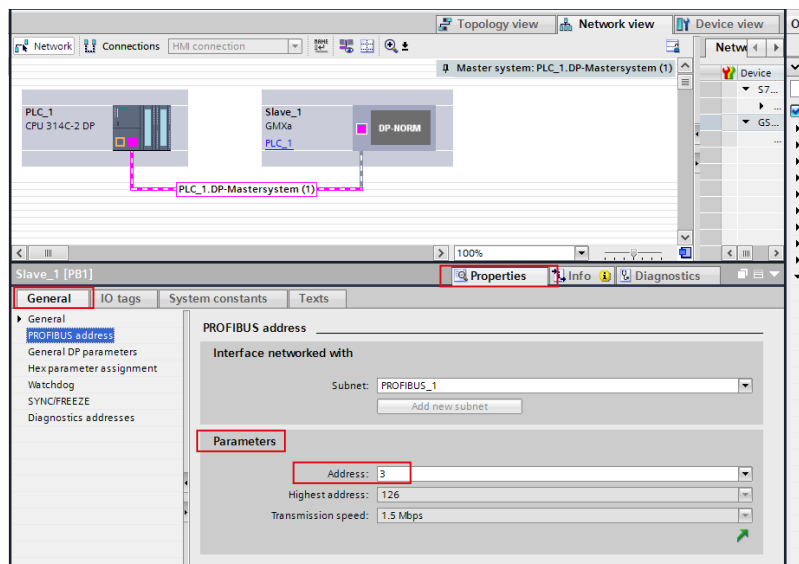 Topology view Network view Device view O
Network Connections HMI connection Netw
Master system: PLC_1.DP-Mastersystem (1)
Device
S7...
...
GS...
...
PLC_1
CPU 314C-2 DP
Slave_1
GMXa
DP-NORM
PLC_1
PLC_1.DP-Mastersystem (1)
100%
Slave_1 [PB1]
Properties Info Diagnostics
General IO tags System constants Texts
General
PROFIBUS address
General DP parameters
Hex parameter assignment
Watchdog
SYNC/FREEZE
Diagnostics addresses
PROFIBUS address
Interface networked with
Subnet: PROFIBUS_1
Add new subnet
Parameters
Address: 3
Highest address: 126
Transmission speed: 1.5 Mbps